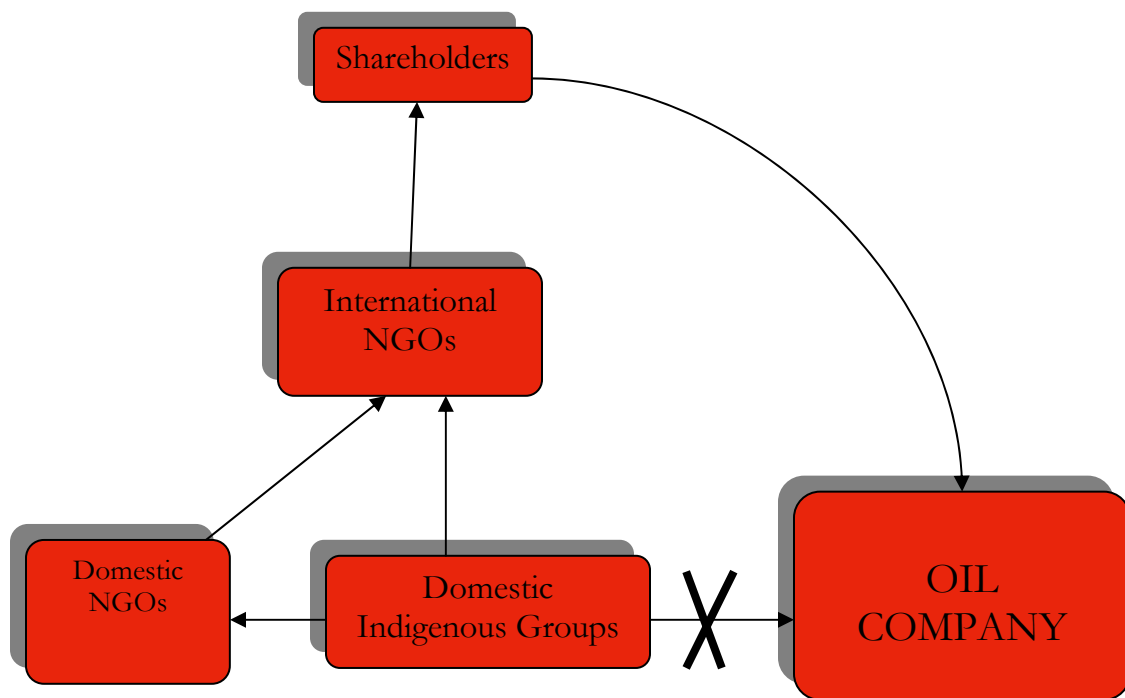 Shareholders
International
NGOs
Domestic
NGOs
Domestic
Indigenous Groups
OIL
COMPANY